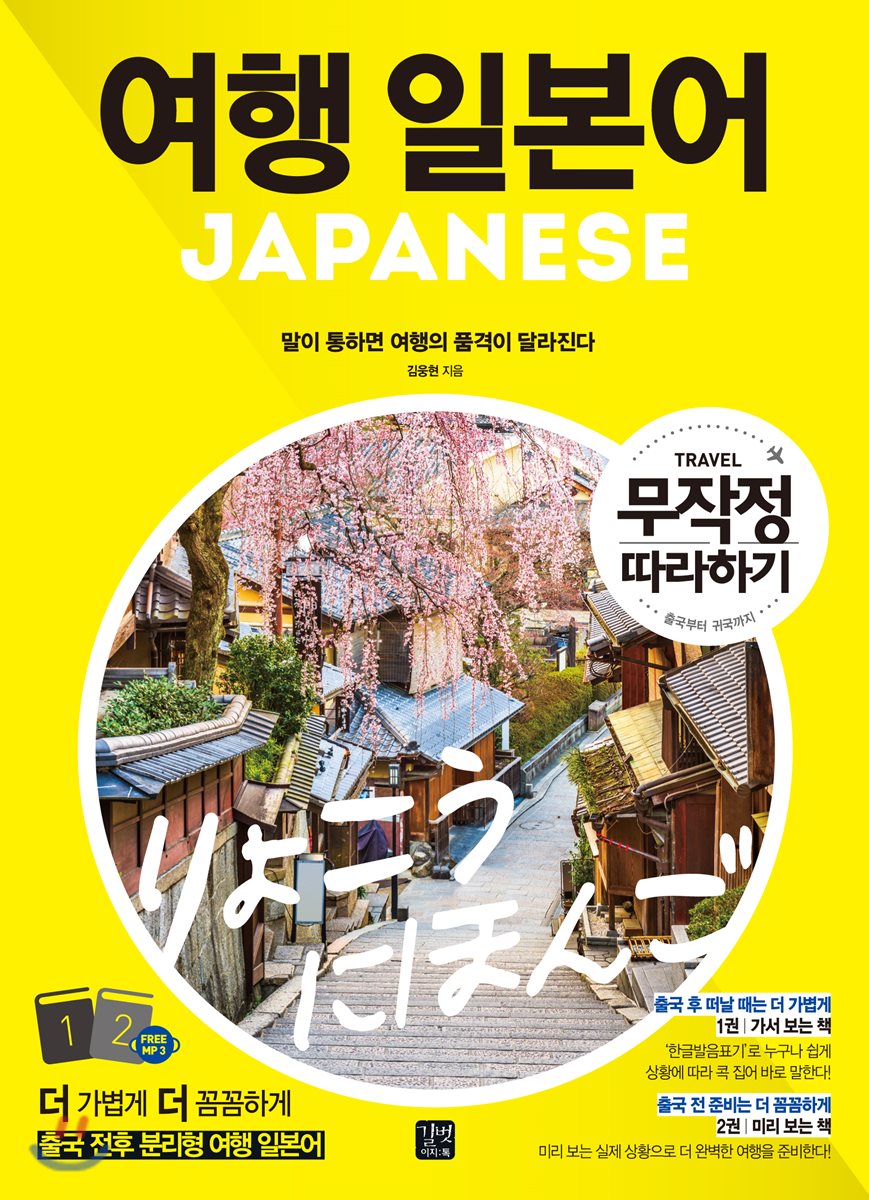 여행 일본어
JAPANESE
말이 통하면 여행의 품격이 달라진다
김웅현 지음
TRAVEL
무작정
따라하기
출국부터 귀국까지
りょこう
にほんご
1 2
FREE
MP3
더 가볍게 더 꼼꼼하게
출국 전후 분리형 여행 일본어
길벗
이지:톡
출국 후 떠날 때는 더 가볍게
1권 | 가서 보는 책
‘한글발음표기’로 누구나 쉽게
상황에 따라 콕 집어 바로 말한다!
출국 전 준비는 더 꼼꼼하게
2권 | 미리 보는 책
미리 보는 실제 상황으로 더 완벽한 여행을 준비한다!